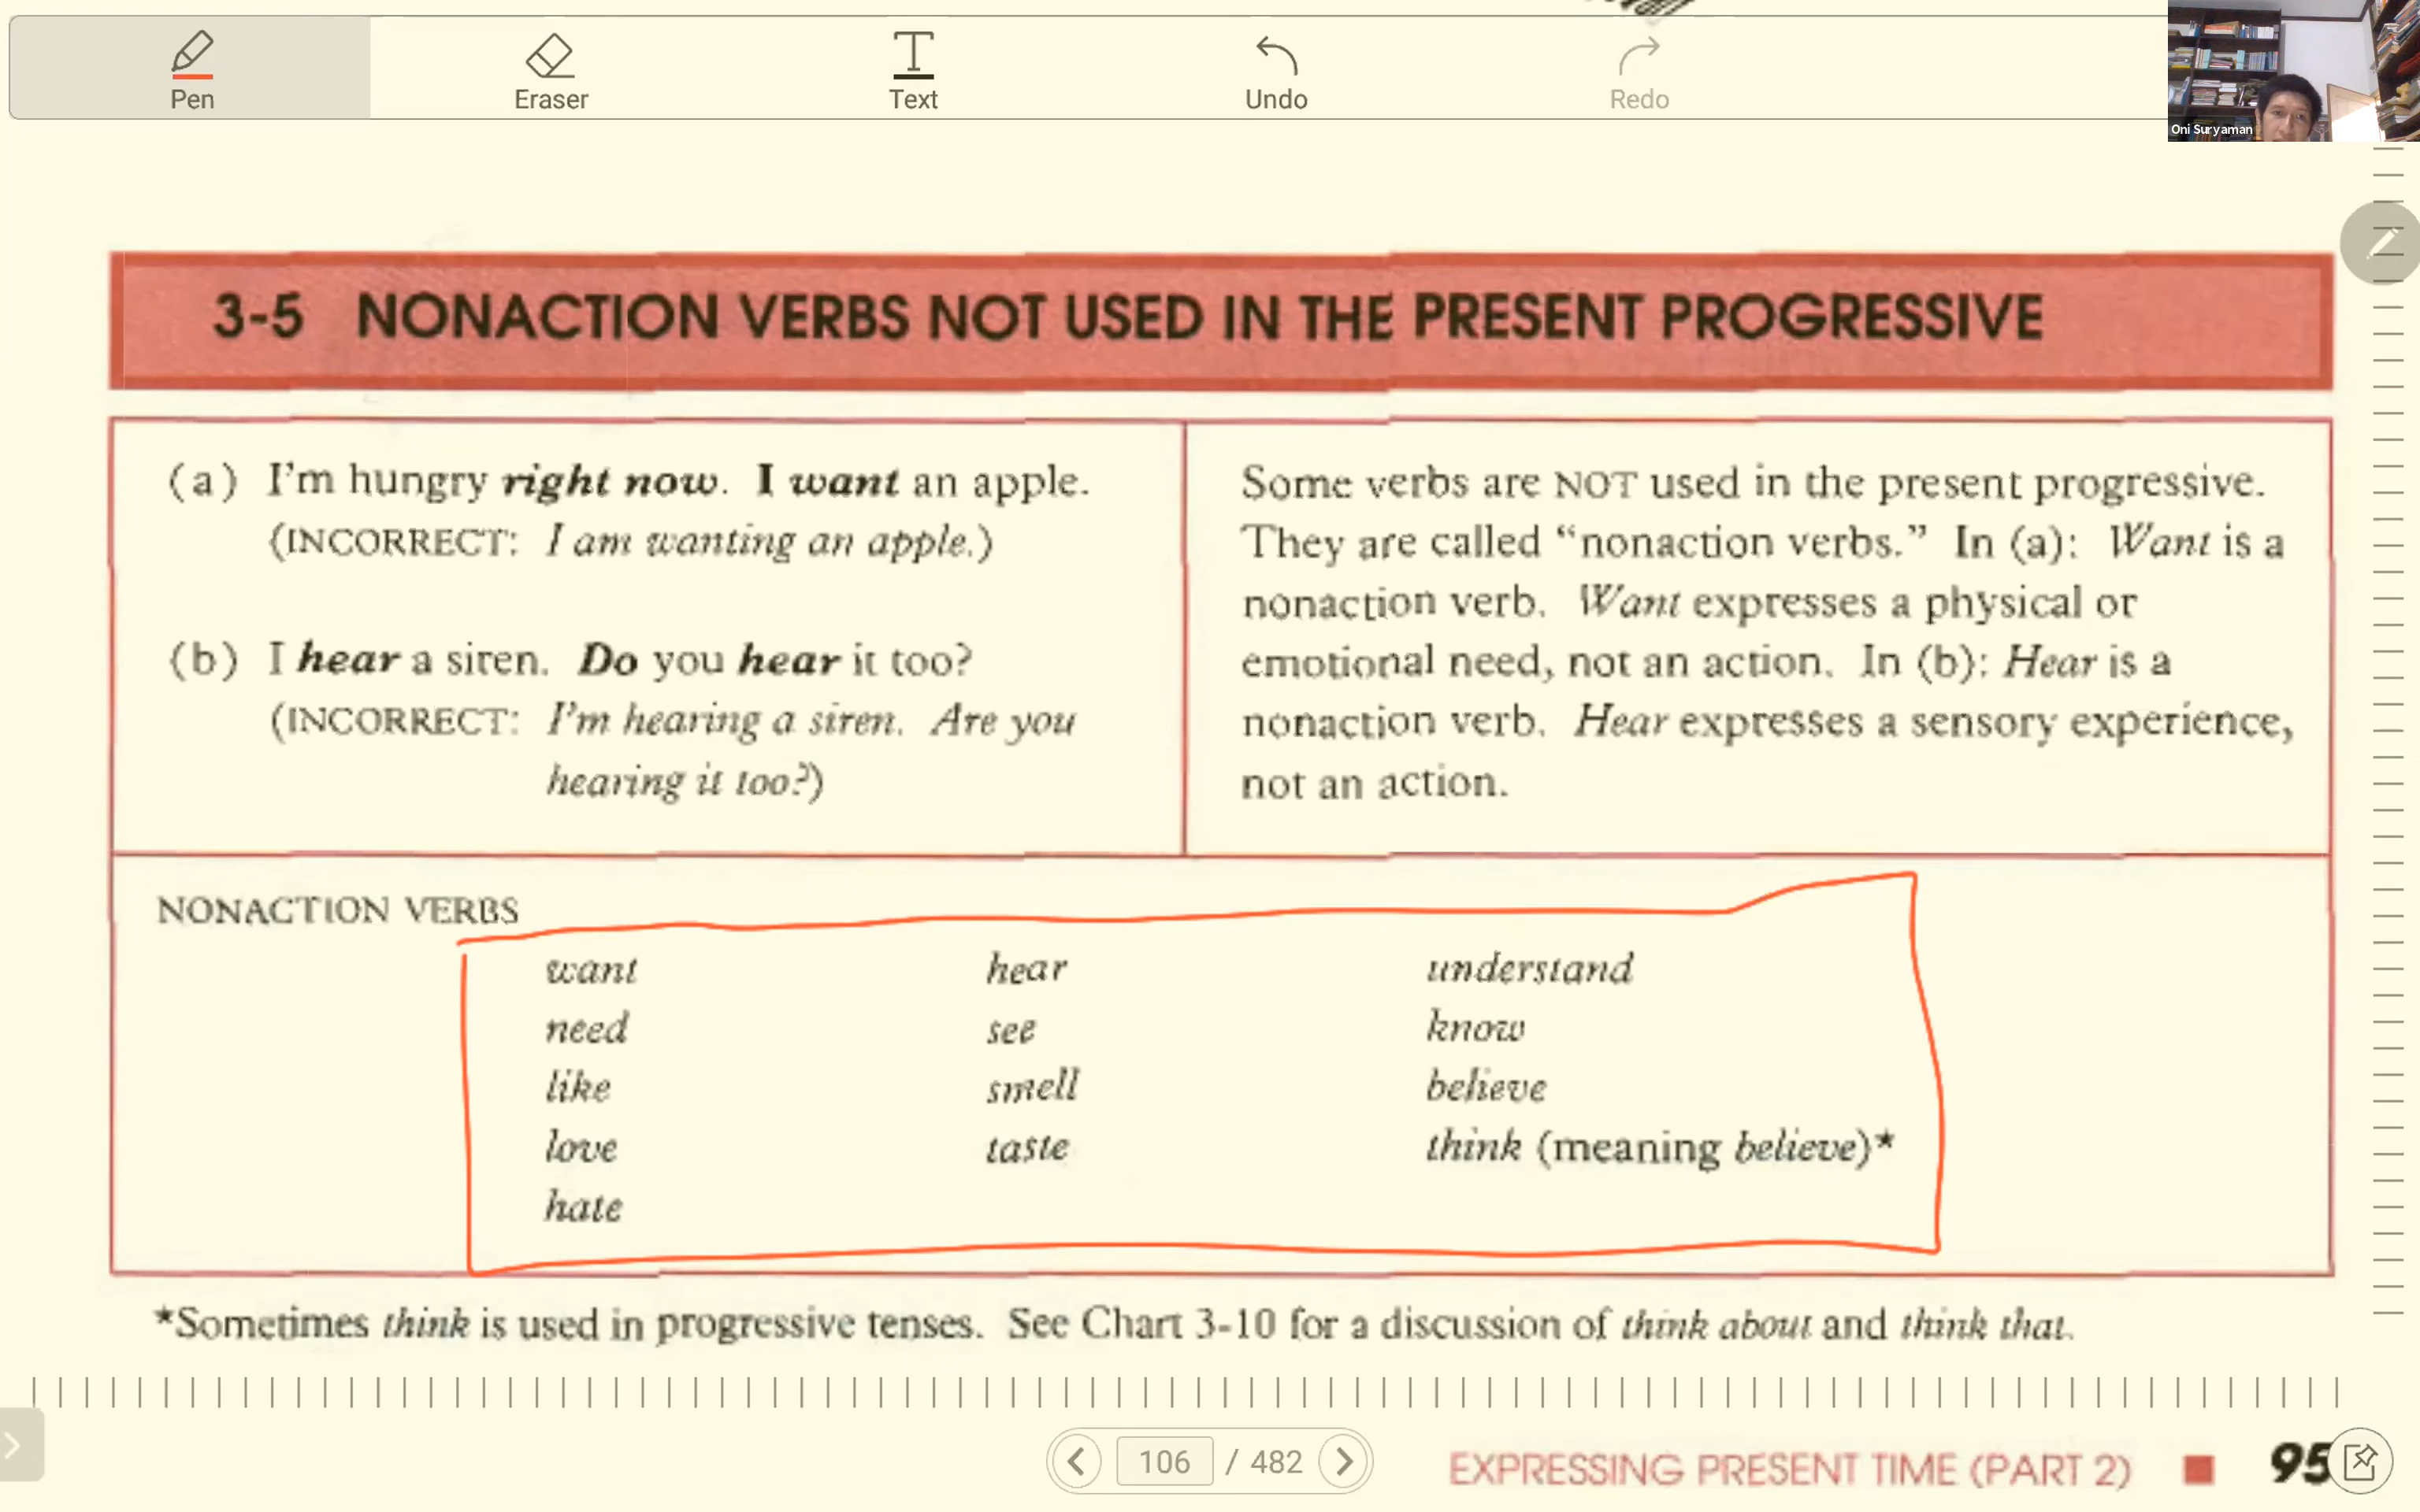 Pen
Eraser
Text
Undo
Redo
Oni Suryaman
3-5 NONACTION VERBS NOT USED IN THE PRESENT PROGRESSIVE
(a) I'm hungry right now. I want an apple.
(INCORRECT: I am wanting an apple.)
(b) I hear a siren. Do you hear it too?
(INCORRECT: I'm hearing a siren. Are you
hearing it too?)
Some verbs are NOT used in the present progressive.
They are called “nonaction verbs.” In (a): Want is a
nonaction verb. Want expresses a physical or
emotional need, not an action. In (b): Hear is a
nonaction verb. Hear expresses a sensory experience,
not an action.
NONACTION VERBS
want hear understand
need see know
like smell believe
love taste think (meaning believe)*
hate
*Sometimes think is used in progressive tenses. See Chart 3-10 for a discussion of think about and think that.
106 / 482
EXPRESSING PRESENT TIME (PART 2) ■ 95